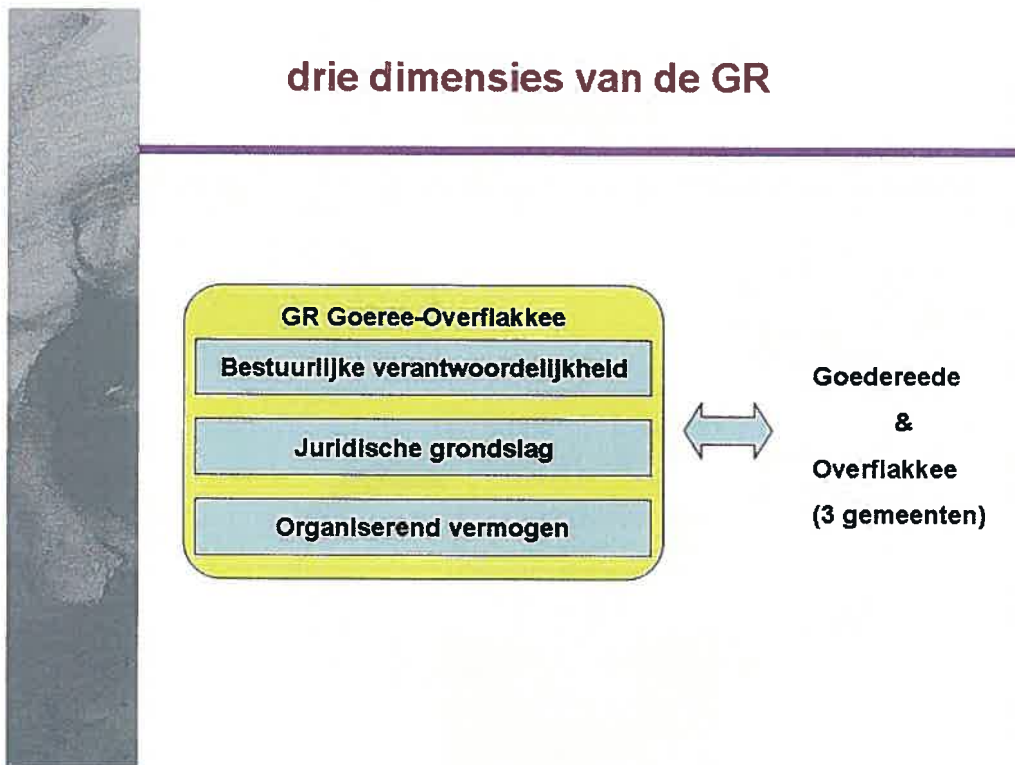 drie dimensies van de GR
GR Goeree-Overflakkee
Bestuurlijke verantwoordelijkheid
Juridische grondslag
Organiserend vermogen
Goedereede
&
Overflakkee
(3 gemeenten)